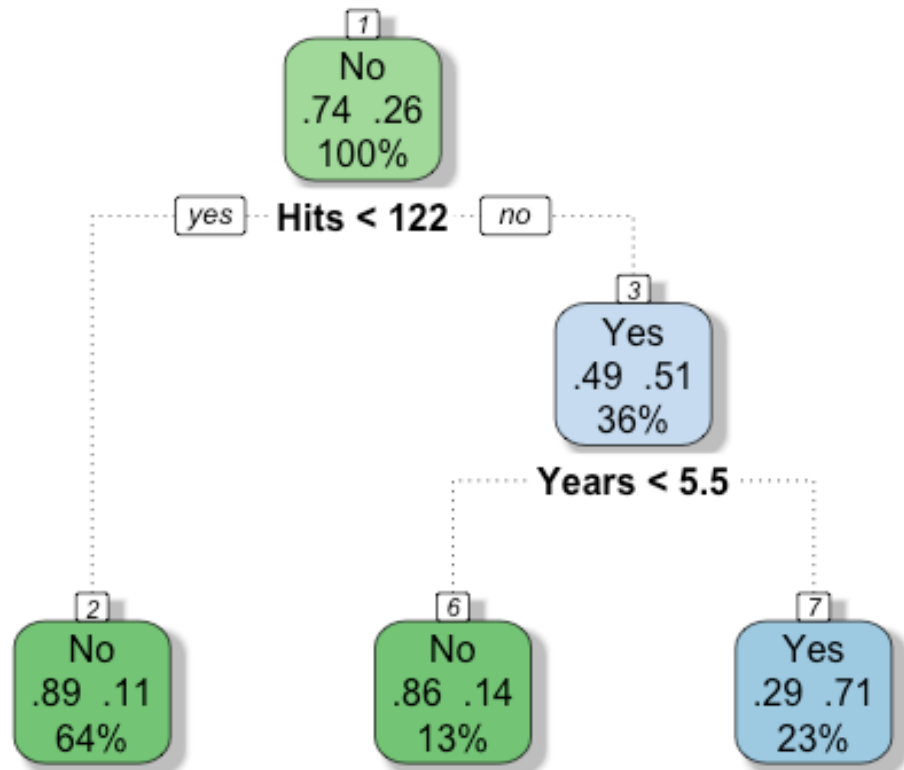 1
No
.74 .26
100%
yes Hits < 122 no
3
Yes
.49 .51
36%
Years < 5.5
2 6 7
No No Yes
.89 .11 .86 .14 .29 .71
64% 13% 23%